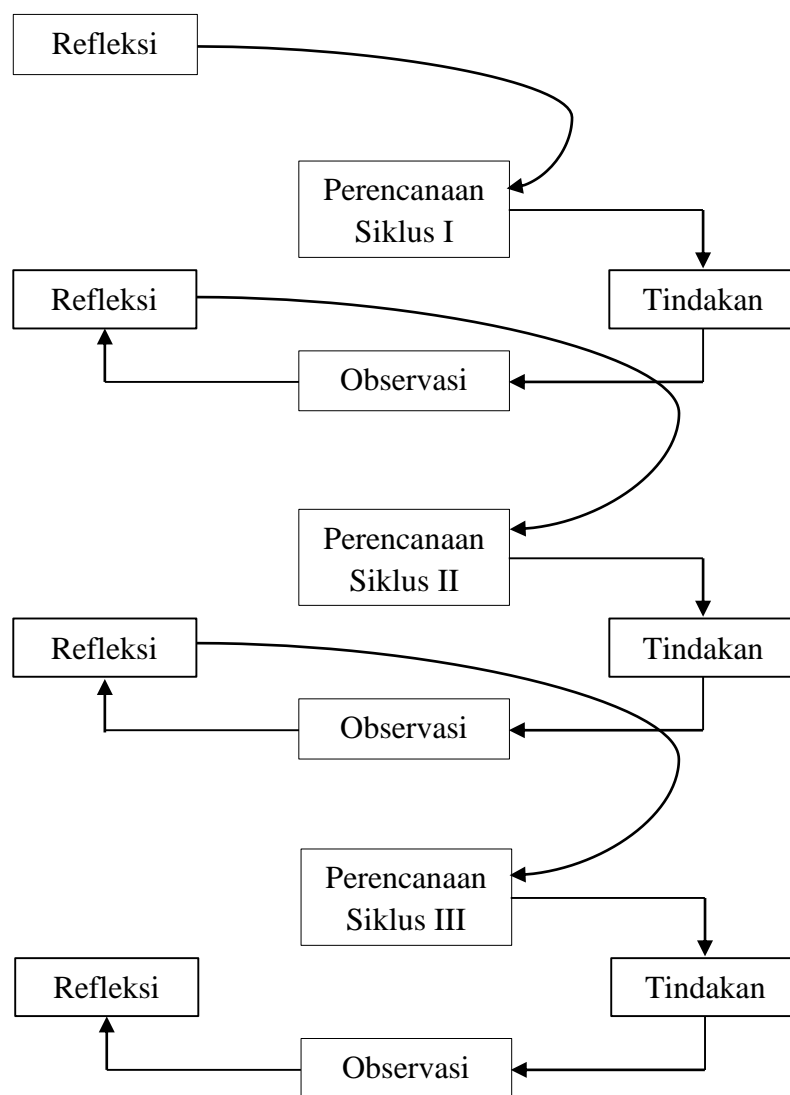 Refleksi
Perencanaan
Siklus I
Refleksi
Tindakan
Observasi
Perencanaan
Siklus II
Refleksi
Tindakan
Observasi
Perencanaan
Siklus III
Refleksi
Tindakan
Observasi